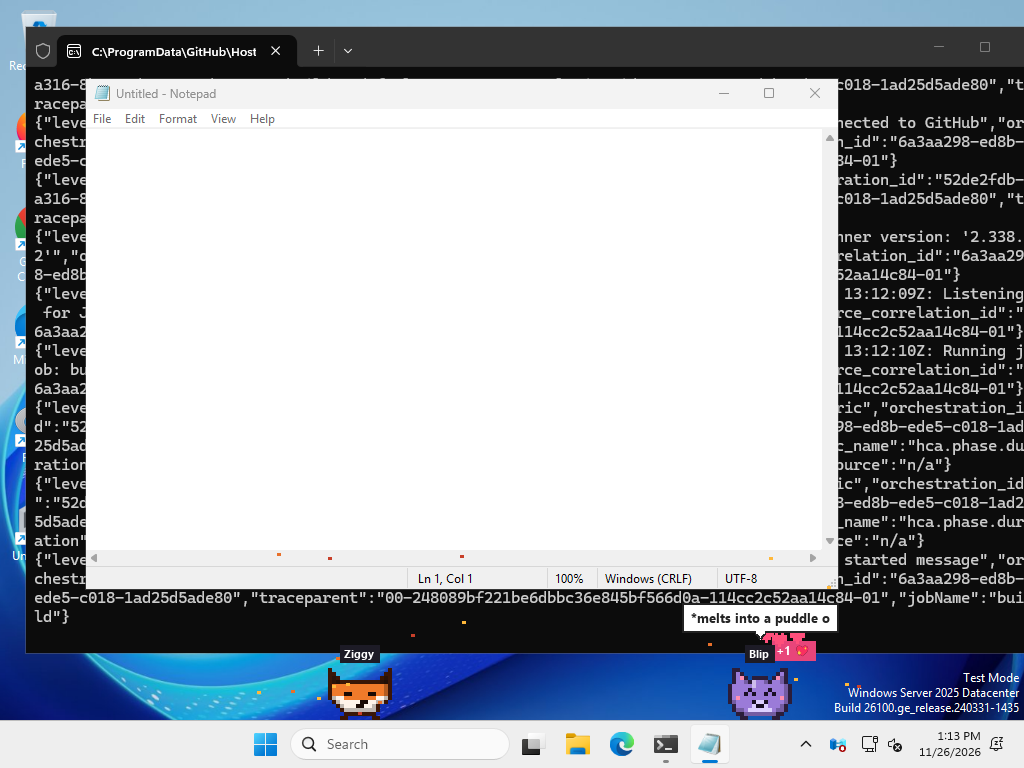 C:\ProgramData\GitHub\Host
Untitled - Notepad
File Edit Format View Help
Ln 1, Col 1 100% Windows (CRLF) UTF-8
a316-8
c018-1ad25d5ade80","t
racepa
{"leve
nected to GitHub","or
chestr
n_id":"6a3aa298-ed8b-
ede5-c
84-01"}
{"leve
ration_id":"52de2fdb-
a316-8
c018-1ad25d5ade80","t
racepa
{"leve
nner version: '2.338.
2'","o
relation_id":"6a3aa29
8-ed8b
52aa14c84-01"}
{"leve
13:12:09Z: Listening
for J
rce_correlation_id":"
6a3aa2
114cc2c52aa14c84-01"}
{"leve
13:12:10Z: Running j
ob: bu
rce_correlation_id":"
6a3aa2
114cc2c52aa14c84-01"}
{"leve
ric","orchestration_i
d":"52
98-ed8b-ede5-c018-1ad
25d5ad
c_name":"hca.phase.du
ration
ource":"n/a"}
{"leve
ic","orchestration_id
":"52d
8-ed8b-ede5-c018-1ad2
5d5ade
_name":"hca.phase.dur
ation"
ce":"n/a"}
{"leve
started message","or
chestr
n_id":"6a3aa298-ed8b-
ede5-c018-1ad25d5ade80","traceparent":"00-248089bf221be6dbbc36e845bf566d0a-114cc2c52aa14c84-01","jobName":"bui
ld"}
*melts into a puddle o
Ziggy
Blip
+1
Test Mode
Windows Server 2025 Datacenter
Build 26100.ge_release.240331-1435
Search
1:13 PM
11/26/2026